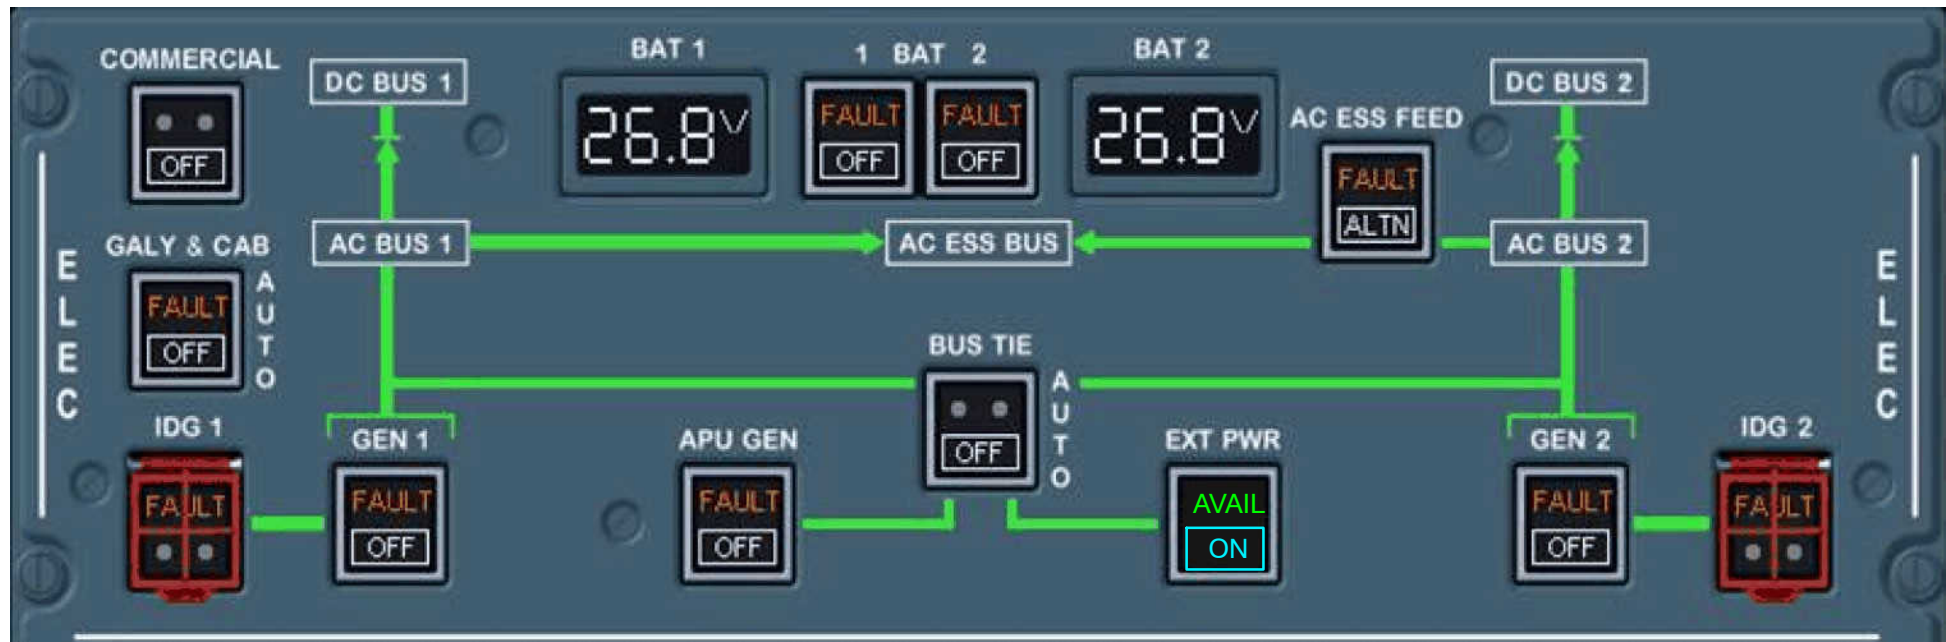 COMMERCIAL
OFF
DC BUS 1
BAT 1
26.8V
1 BAT 2
FAULT
OFF
FAULT
OFF
BAT 2
26.8V
AC ESS FEED
FAULT
ALTN
DC BUS 2
ELEC
GALY & CAB
FAULT
OFF
AUTO
AC BUS 1
AC ESS BUS
AC BUS 2
ELEC
BUS TIE
OFF
AUTO
IDG 1
FAULT
GEN 1
FAULT
OFF
APU GEN
FAULT
OFF
EXT PWR
AVAIL
ON
GEN 2
FAULT
OFF
IDG 2
FAULT